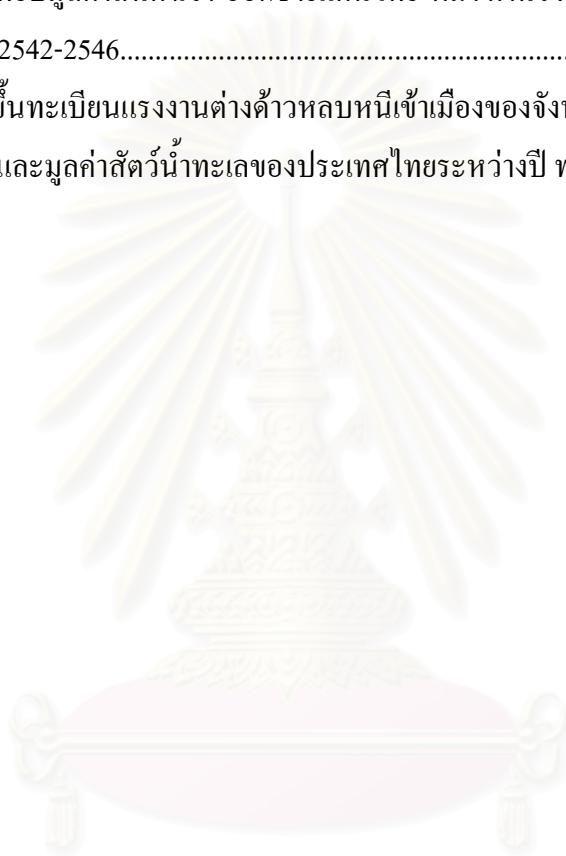 2542-2546....................................................................
ขึ้นทะเบียนแรงงานต่างด้าวหลบหนีเข้าเมืองของจังห
และมูลค่าสัตว์น้ำทะเลของประเทศไทยระหว่างปี พ